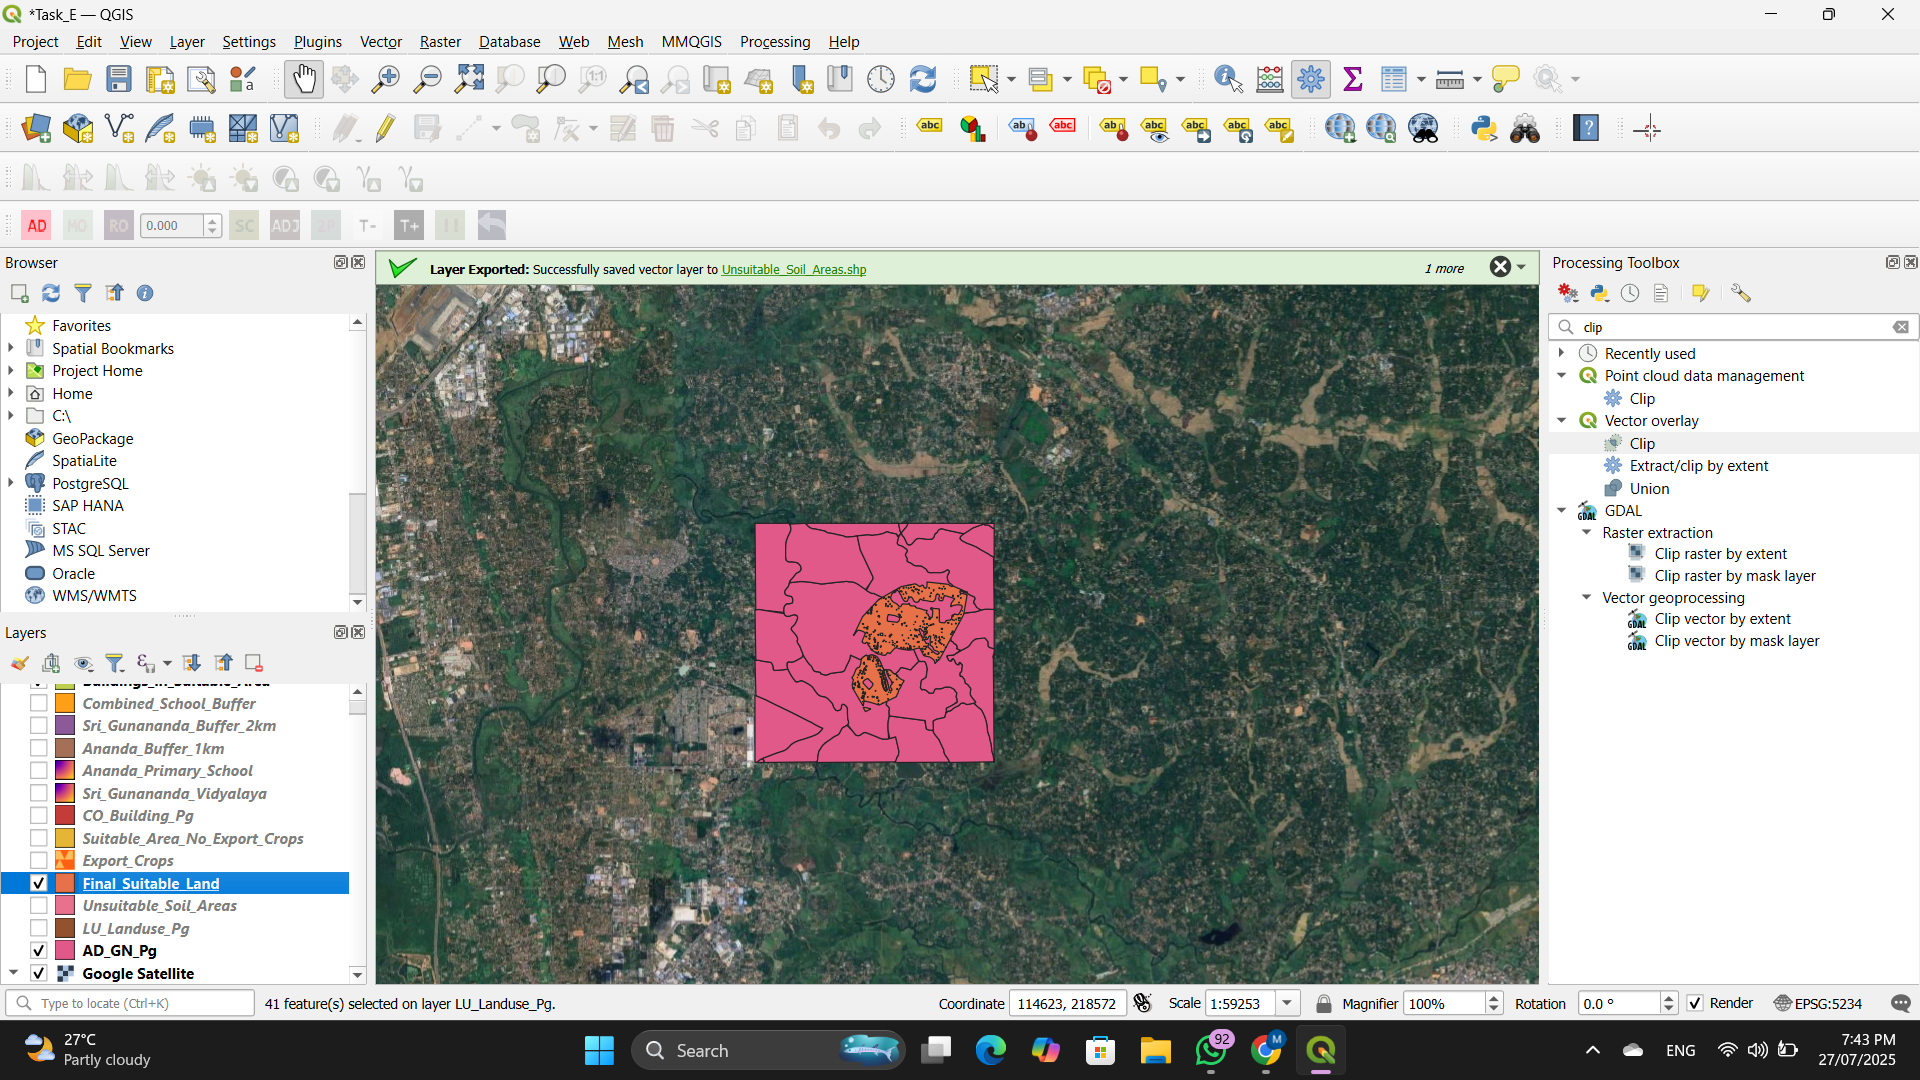 *Task_E — QGIS
Project Edit View Layer Settings Plugins Vector Raster Database Web Mesh MMQGIS Processing Help
AD MO RO 0.000 SC ADJ 2P T- T+
Browser
Favorites
Spatial Bookmarks
Project Home
Home
C:\
GeoPackage
SpatiaLite
PostgreSQL
SAP HANA
STAC
MS SQL Server
Oracle
WMS/WMTS
Layers
Buildings_In_Suitable_Area
Combined_School_Buffer
Sri_Gunananda_Buffer_2km
Ananda_Buffer_1km
Ananda_Primary_School
Sri_Gunananda_Vidyalaya
CO_Building_Pg
Suitable_Area_No_Export_Crops
Export_Crops
Final_Suitable_Land
Unsuitable_Soil_Areas
LU_Landuse_Pg
AD_GN_Pg
Google Satellite
Layer Exported: Successfully saved vector layer to Unsuitable_Soil_Areas.shp 1 more
Processing Toolbox
clip
Recently used
Point cloud data management
Clip
Vector overlay
Clip
Extract/clip by extent
Union
GDAL
Raster extraction
Clip raster by extent
Clip raster by mask layer
Vector geoprocessing
Clip vector by extent
Clip vector by mask layer
Type to locate (Ctrl+K) 41 feature(s) selected on layer LU_Landuse_Pg. Coordinate 114623, 218572 Scale 1:59253 Magnifier 100% Rotation 0.0 ° Render EPSG:5234
27°C
Partly cloudy
Search
92
M
ENG
7:43 PM
27/07/2025